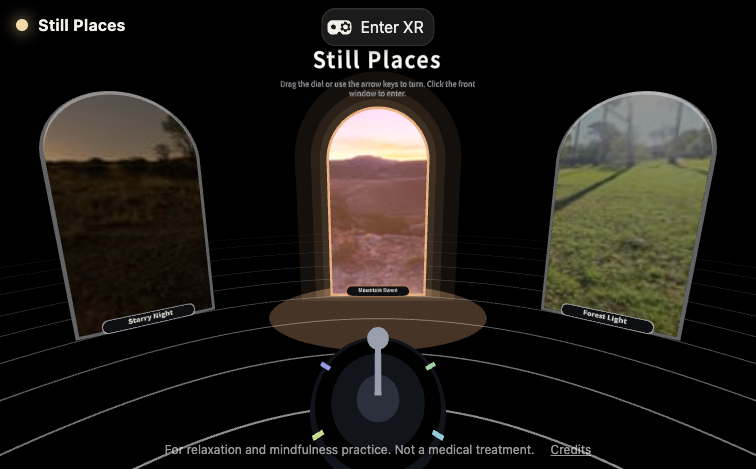 Still Places
Enter XR
Still Places
Drag the dial or use the arrow keys to turn. Click the front
window to enter.
Mountain Dawn
Starry Night
Forest Light
For relaxation and mindfulness practice. Not a medical treatment.
Credits